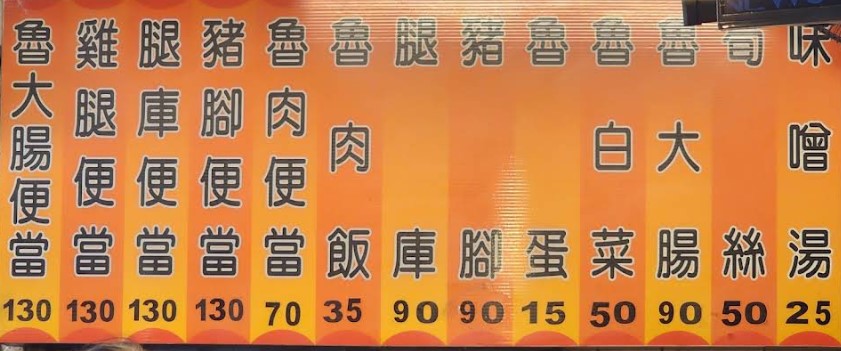 魯大腸便當 130
雞腿便當 130
腿庫便當 130
豬腳便當 130
魯肉便當 70
魯肉飯 35
腿庫 90
豬腳 90
魯蛋 15
魯白菜 50
魯大腸 90
筍絲 50
味噌湯 25